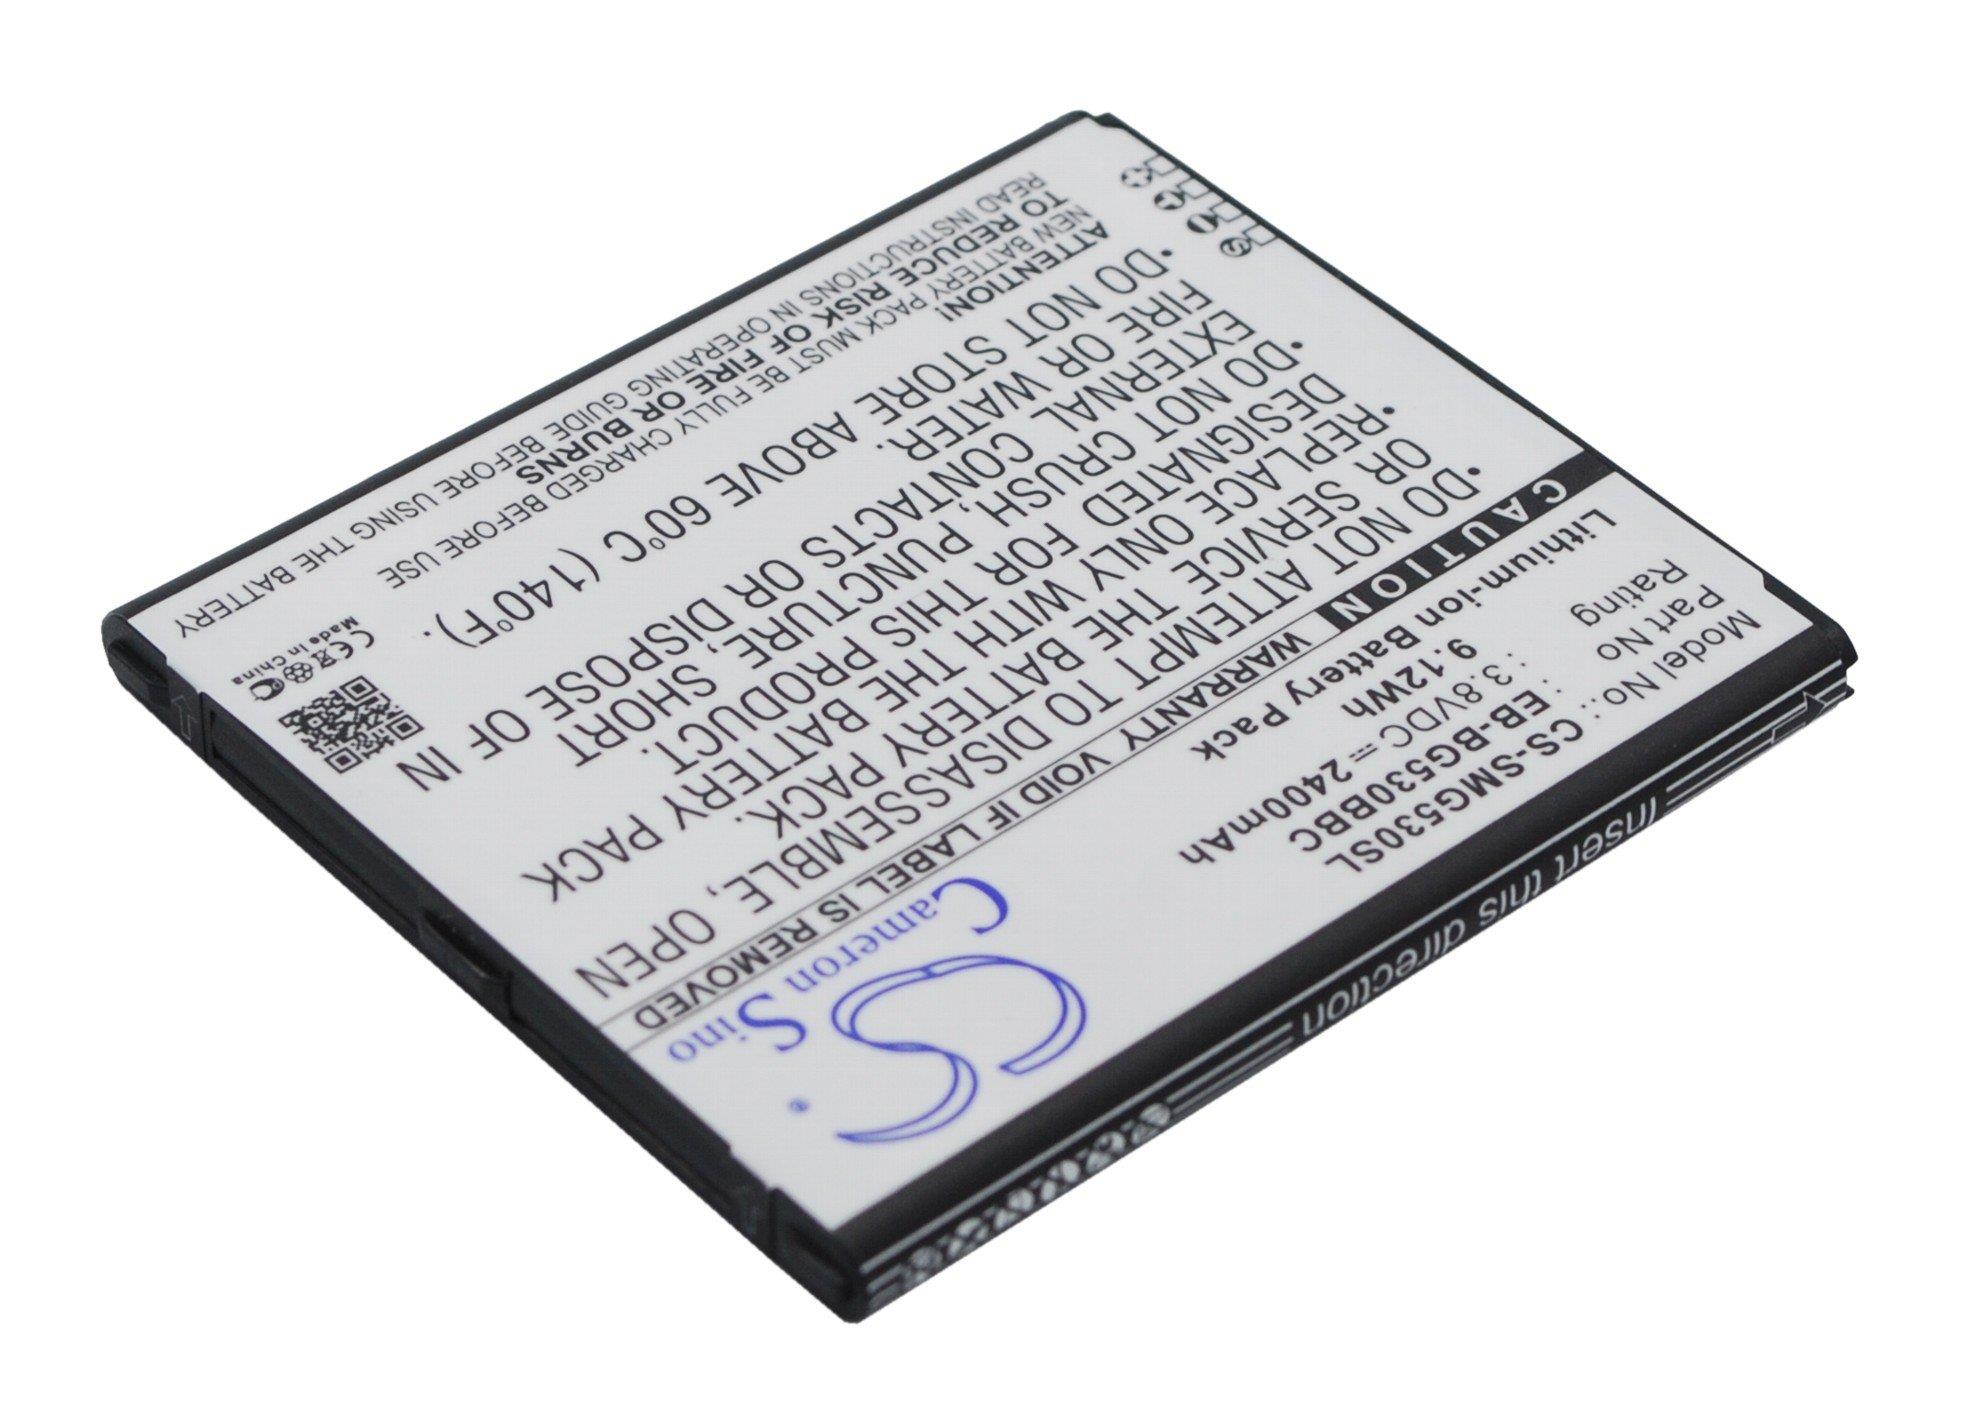 Cameron Sino
®
Model No.: CS-SMG530SL
Part No : EB-BG530BBC
Rating : 3.8VDC ⎓ 2400mAh
9.12Wh
Lithium-ion Battery Pack
CAUTION WARRANTY VOID IF LABEL IS REMOVED
•DO NOT ATTEMPT TO DISASSEMBLE, OPEN
OR SERVICE THE BATTERY PACK.
•REPLACE ONLY WITH THE BATTERY PACK
DESIGNATED FOR THIS PRODUCT.
•DO NOT CRUSH, PUNCTURE, SHORT
EXTERNAL CONTACTS OR DISPOSE OF IN
FIRE OR WATER.
•DO NOT STORE ABOVE 60°C (140°F).
ATTENTION!
NEW BATTERY PACK MUST BE FULLY CHARGED BEFORE USE
TO REDUCE RISK OF FIRE OR BURNS
READ INSTRUCTIONS IN OPERATING GUIDE BEFORE USING THE BATTERY
CE
Made in China
Insert this direction